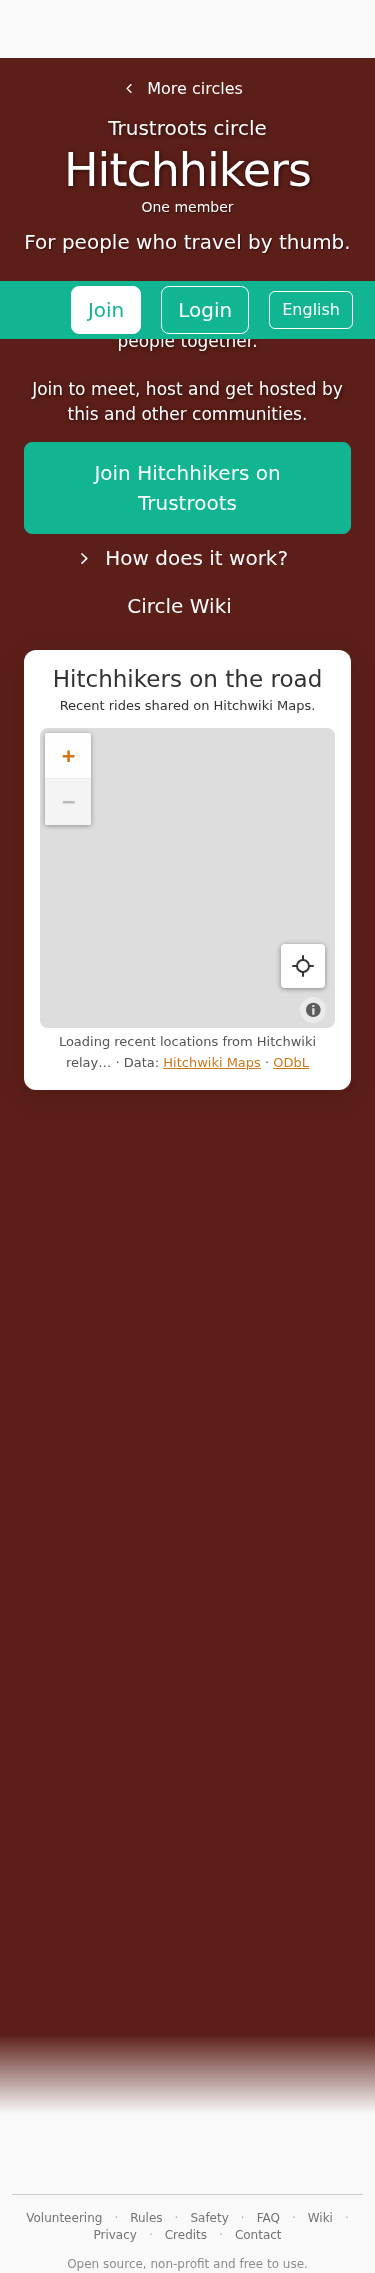 More circles
Trustroots circle
Hitchhikers
One member
For people who travel by thumb.
Join Login English
people together.
Join to meet, host and get hosted by
this and other communities.
Join Hitchhikers on
Trustroots
How does it work?
Circle Wiki
Hitchhikers on the road
Recent rides shared on Hitchwiki Maps.
+
−
Loading recent locations from Hitchwiki
relay… · Data: Hitchwiki Maps · ODbL
Volunteering · Rules · Safety · FAQ · Wiki ·
Privacy · Credits · Contact
Open source, non-profit and free to use.